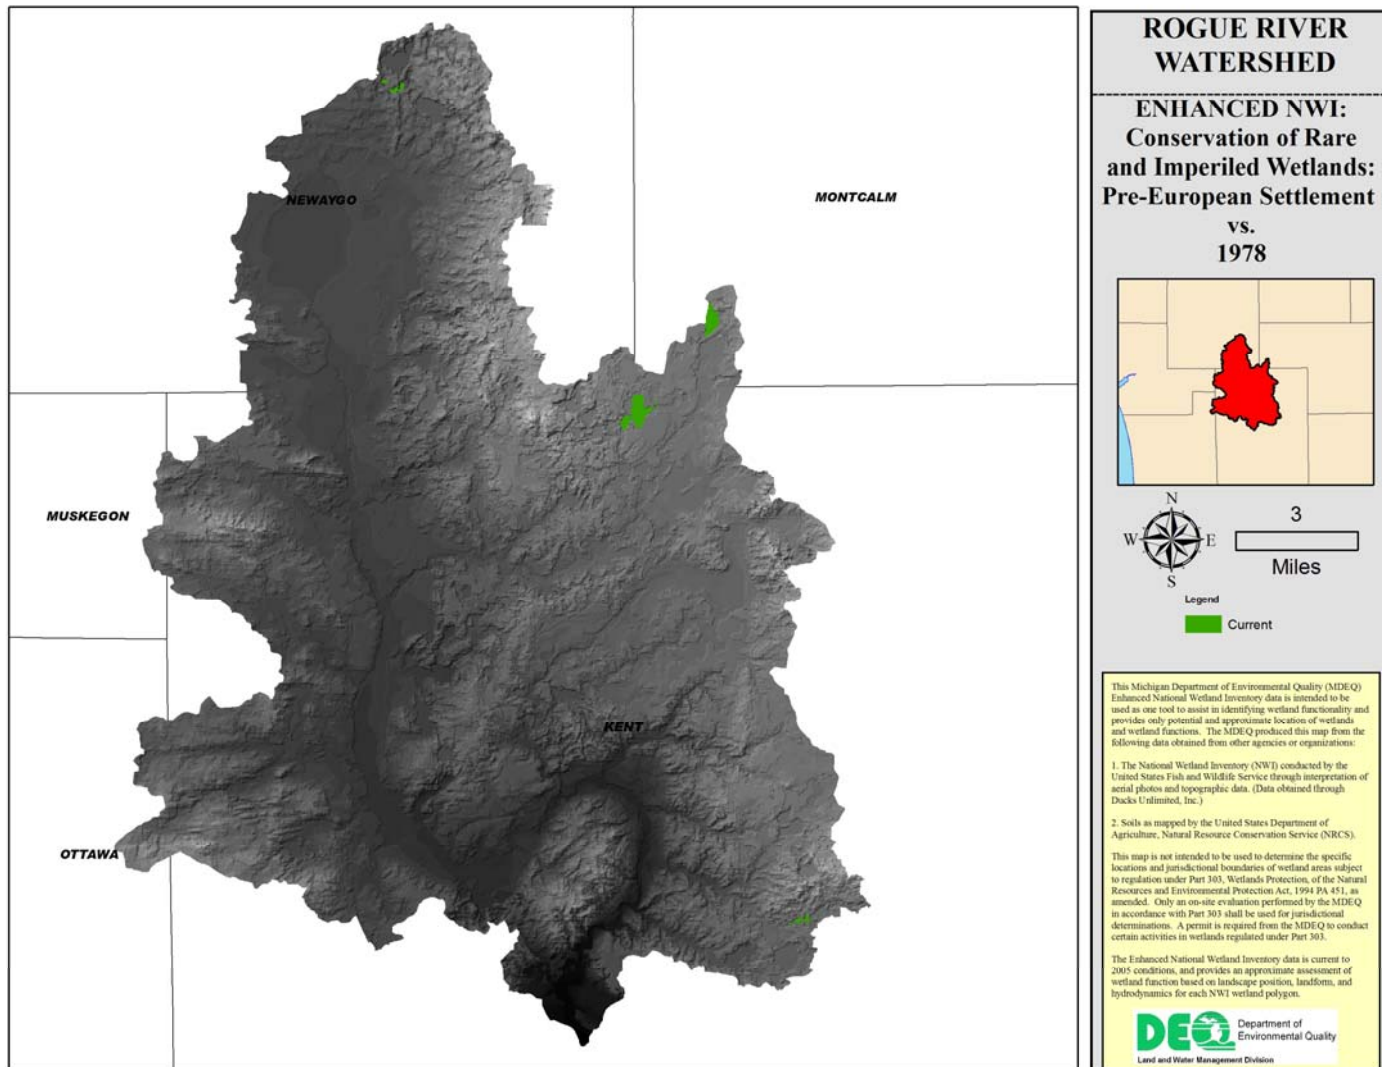 NEWAYGO
MONTCALM
MUSKEGON
KENT
OTTAWA
ROGUE RIVER
WATERSHED
ENHANCED NWI:
Conservation of Rare
and Imperiled Wetlands:
Pre-European Settlement
vs.
1978
N
W
E
S
3
Miles
Legend
Current
This Michigan Department of Environmental Quality (MDEQ)
Enhanced National Wetland Inventory data is intended to be
used as one tool to assist in identifying wetland functionality and
provides only potential and approximate location of wetlands
and wetland functions. The MDEQ produced this map from the
following data obtained from other agencies or organizations:
1. The National Wetland Inventory (NWI) conducted by the
United States Fish and Wildlife Service through interpretation of
aerial photos and topographic data. (Data obtained through
Ducks Unlimited, Inc.)
2. Soils as mapped by the United States Department of
Agriculture, Natural Resource Conservation Service (NRCS).
This map is not intended to be used to determine the specific
locations and jurisdictional boundaries of wetland areas subject
to regulation under Part 303, Wetlands Protection, of the Natural
Resources and Environmental Protection Act, 1994 PA 451, as
amended. Only an on-site evaluation performed by the MDEQ
in accordance with Part 303 shall be used for jurisdictional
determinations. A permit is required from the MDEQ to conduct
certain activities in wetlands regulated under Part 303.
The Enhanced National Wetland Inventory data is current to
2005 conditions, and provides an approximate assessment of
wetland function based on landscape position, landform, and
hydrodynamics for each NWI wetland polygon.
DEQ
Department of
Environmental Quality
Land and Water Management Division